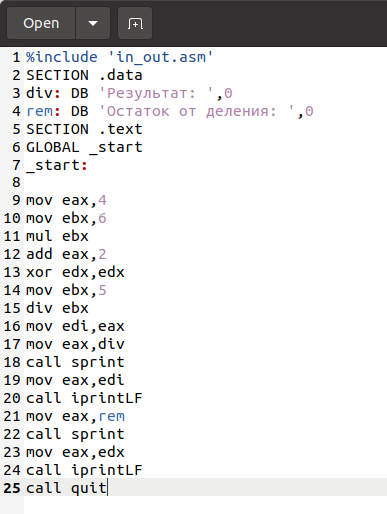 Open
1 %include 'in_out.asm'
2 SECTION .data
3 div: DB 'Результат: ',0
4 rem: DB 'Остаток от деления: ',0
5 SECTION .text
6 GLOBAL _start
7 _start:
8
9 mov eax,4
10 mov ebx,6
11 mul ebx
12 add eax,2
13 xor edx,edx
14 mov ebx,5
15 div ebx
16 mov edi,eax
17 mov eax,div
18 call sprint
19 mov eax,edi
20 call iprintLF
21 mov eax,rem
22 call sprint
23 mov eax,edx
24 call iprintLF
25 call quit